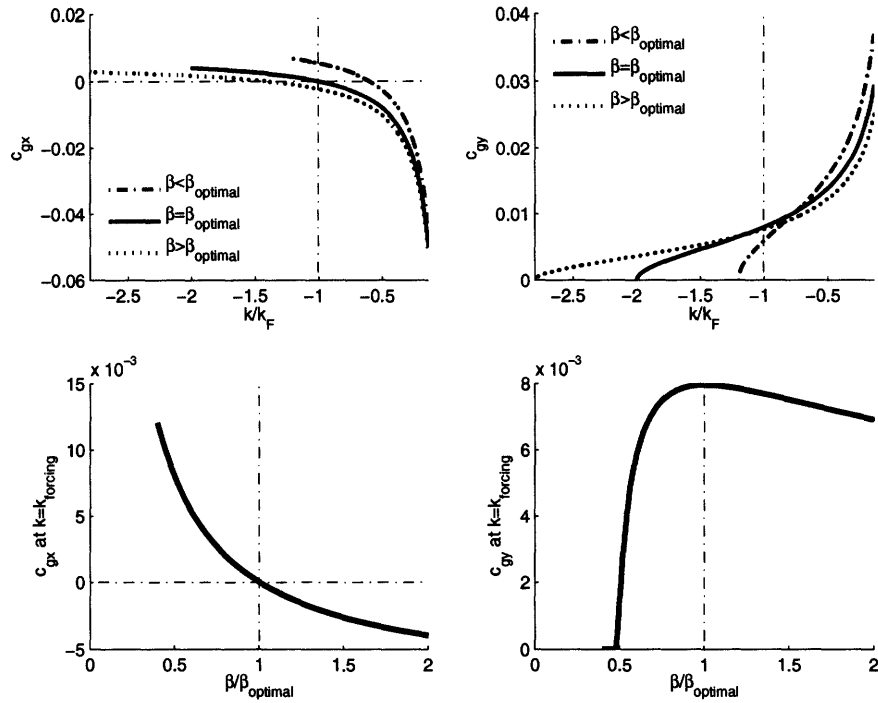 0.02
0
−0.02
−0.04
−0.06
c_gx
β<β_optimal
β=β_optimal
β>β_optimal
−2.5 −2 −1.5 −1 −0.5
k/k_F
0.04
0.03
0.02
0.01
0
c_gy
β<β_optimal
β=β_optimal
β>β_optimal
−2.5 −2 −1.5 −1 −0.5
k/k_F
x 10^−3
15
10
5
0
−5
c_gx at k=k_forcing
0 0.5 1 1.5 2
β/β_optimal
x 10^−3
8
6
4
2
0
c_gy at k=k_forcing
0 0.5 1 1.5 2
β/β_optimal